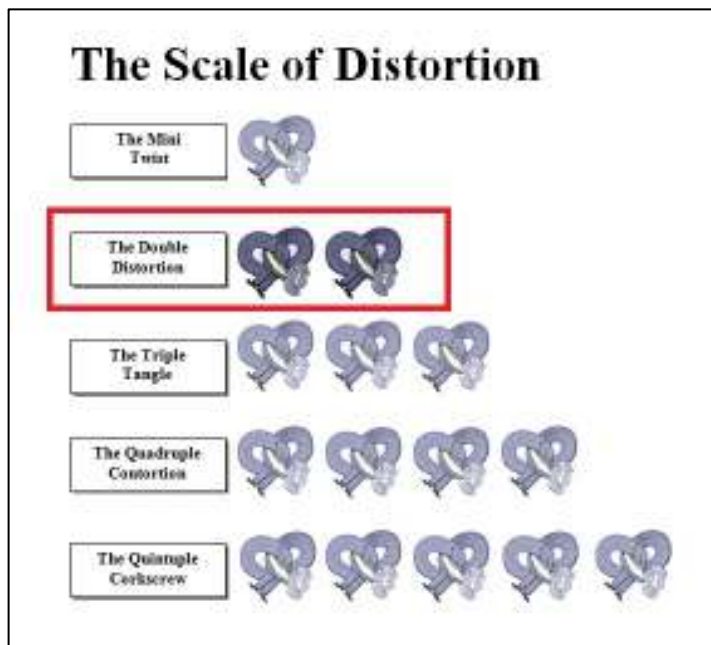 The Scale of Distortion
The Mini
Twist
The Double
Distortion
The Triple
Tangle
The Quadruple
Contortion
The Quintuple
Corkscrew